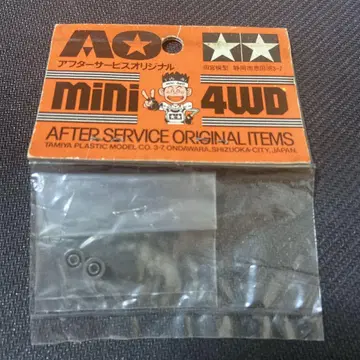 AO
アフターサービスオリジナル
mini 4WD
AFTER SERVICE ORIGINAL ITEMS
TAMIYA PLASTIC MODEL CO. 3-7, ONDAWARA, SHIZUOKA-CITY, JAPAN.